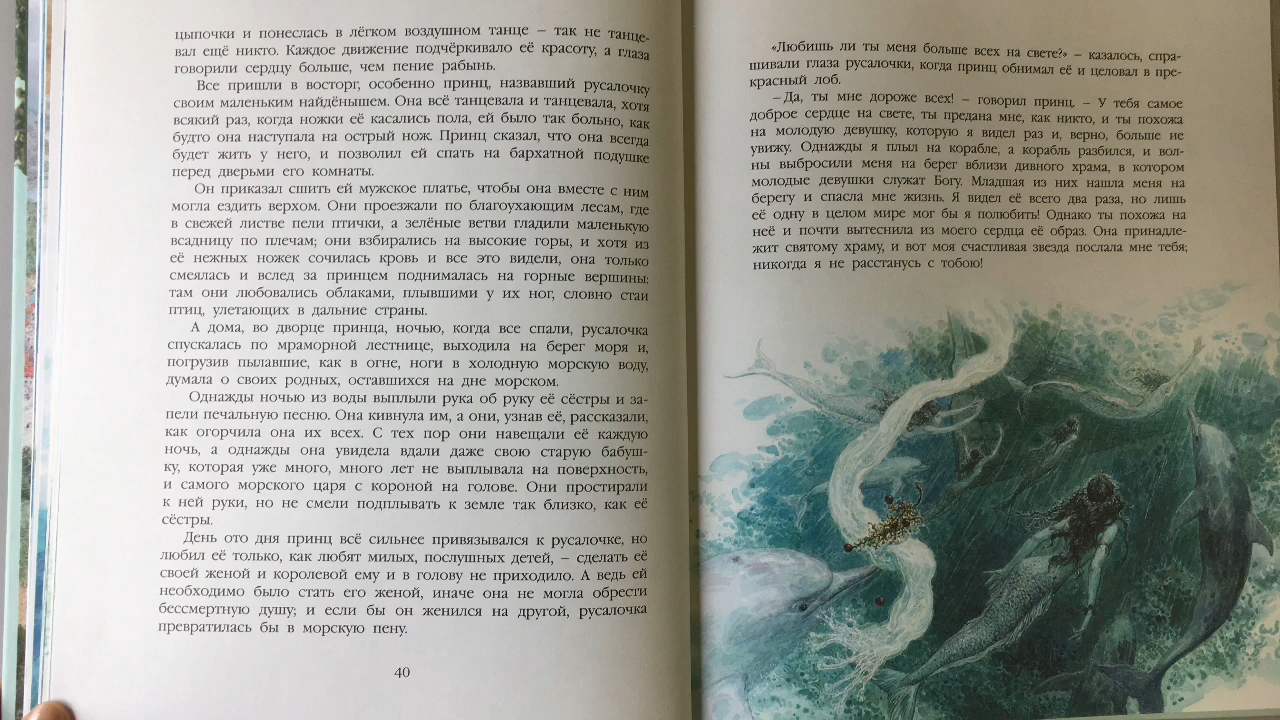 цыпочки и понеслась в лёгком воздушном танце – так не танце-
вал ещё никто. Каждое движение подчёркивало её красоту, а глаза
говорили сердцу больше, чем пение рабынь.
Все пришли в восторг, особенно принц, назвавший русалочку
своим маленьким найдёнышем. Она всё танцевала и танцевала, хотя
всякий раз, когда ножки её касались пола, ей было так больно, как
будто она наступала на острый нож. Принц сказал, что она всегда
будет жить у него, и позволил ей спать на бархатной подушке
перед дверьми его комнаты.
Он приказал сшить ей мужское платье, чтобы она вместе с ним
могла ездить верхом. Они проезжали по благоухающим лесам, где
в свежей листве пели птички, а зелёные ветви гладили маленькую
всадницу по плечам; они взбирались на высокие горы, и хотя из
её нежных ножек сочилась кровь и все это видели, она только
смеялась и вслед за принцем поднималась на горные вершины:
там они любовались облаками, плывшими у их ног, словно стаи
птиц, улетающих в дальние страны.
А дома, во дворце принца, ночью, когда все спали, русалочка
спускалась по мраморной лестнице, выходила на берег моря и,
погрузив пылавшие, как в огне, ноги в холодную морскую воду,
думала о своих родных, оставшихся на дне морском.
Однажды ночью из воды выплыли рука об руку её сёстры и за-
пели печальную песню. Она кивнула им, а они, узнав её, рассказали,
как огорчила она их всех. С тех пор они навещали её каждую
ночь, а однажды она увидела вдали даже свою старую бабуш-
ку, которая уже много, много лет не выплывала на поверхность,
и самого морского царя с короной на голове. Они простирали
к ней руки, но не смели подплывать к земле так близко, как её
сёстры.
День ото дня принц всё сильнее привязывался к русалочке, но
любил её только, как любят милых, послушных детей, – сделать её
своей женой и королевой ему и в голову не приходило. А ведь ей
необходимо было стать его женой, иначе она не могла обрести
бессмертную душу; и если бы он женился на другой, русалочка
превратилась бы в морскую пену.
40
«Любишь ли ты меня больше всех на свете?» – казалось, спра-
шивали глаза русалочки, когда принц обнимал её и целовал в пре-
красный лоб.
– Да, ты мне дороже всех! – говорил принц. – У тебя самое
доброе сердце на свете, ты предана мне, как никто, и ты похожа
на молодую девушку, которую я видел раз и, верно, больше не
увижу. Однажды я плыл на корабле, а корабль разбился, и вол-
ны выбросили меня на берег вблизи дивного храма, в котором
молодые девушки служат Богу. Младшая из них нашла меня на
берегу и спасла мне жизнь. Я видел её всего два раза, но лишь
её одну в целом мире мог бы я полюбить! Однако ты похожа на
неё и почти вытеснила из моего сердца её образ. Она принадле-
жит святому храму, и вот моя счастливая звезда послала мне тебя;
никогда я не расстанусь с тобою!